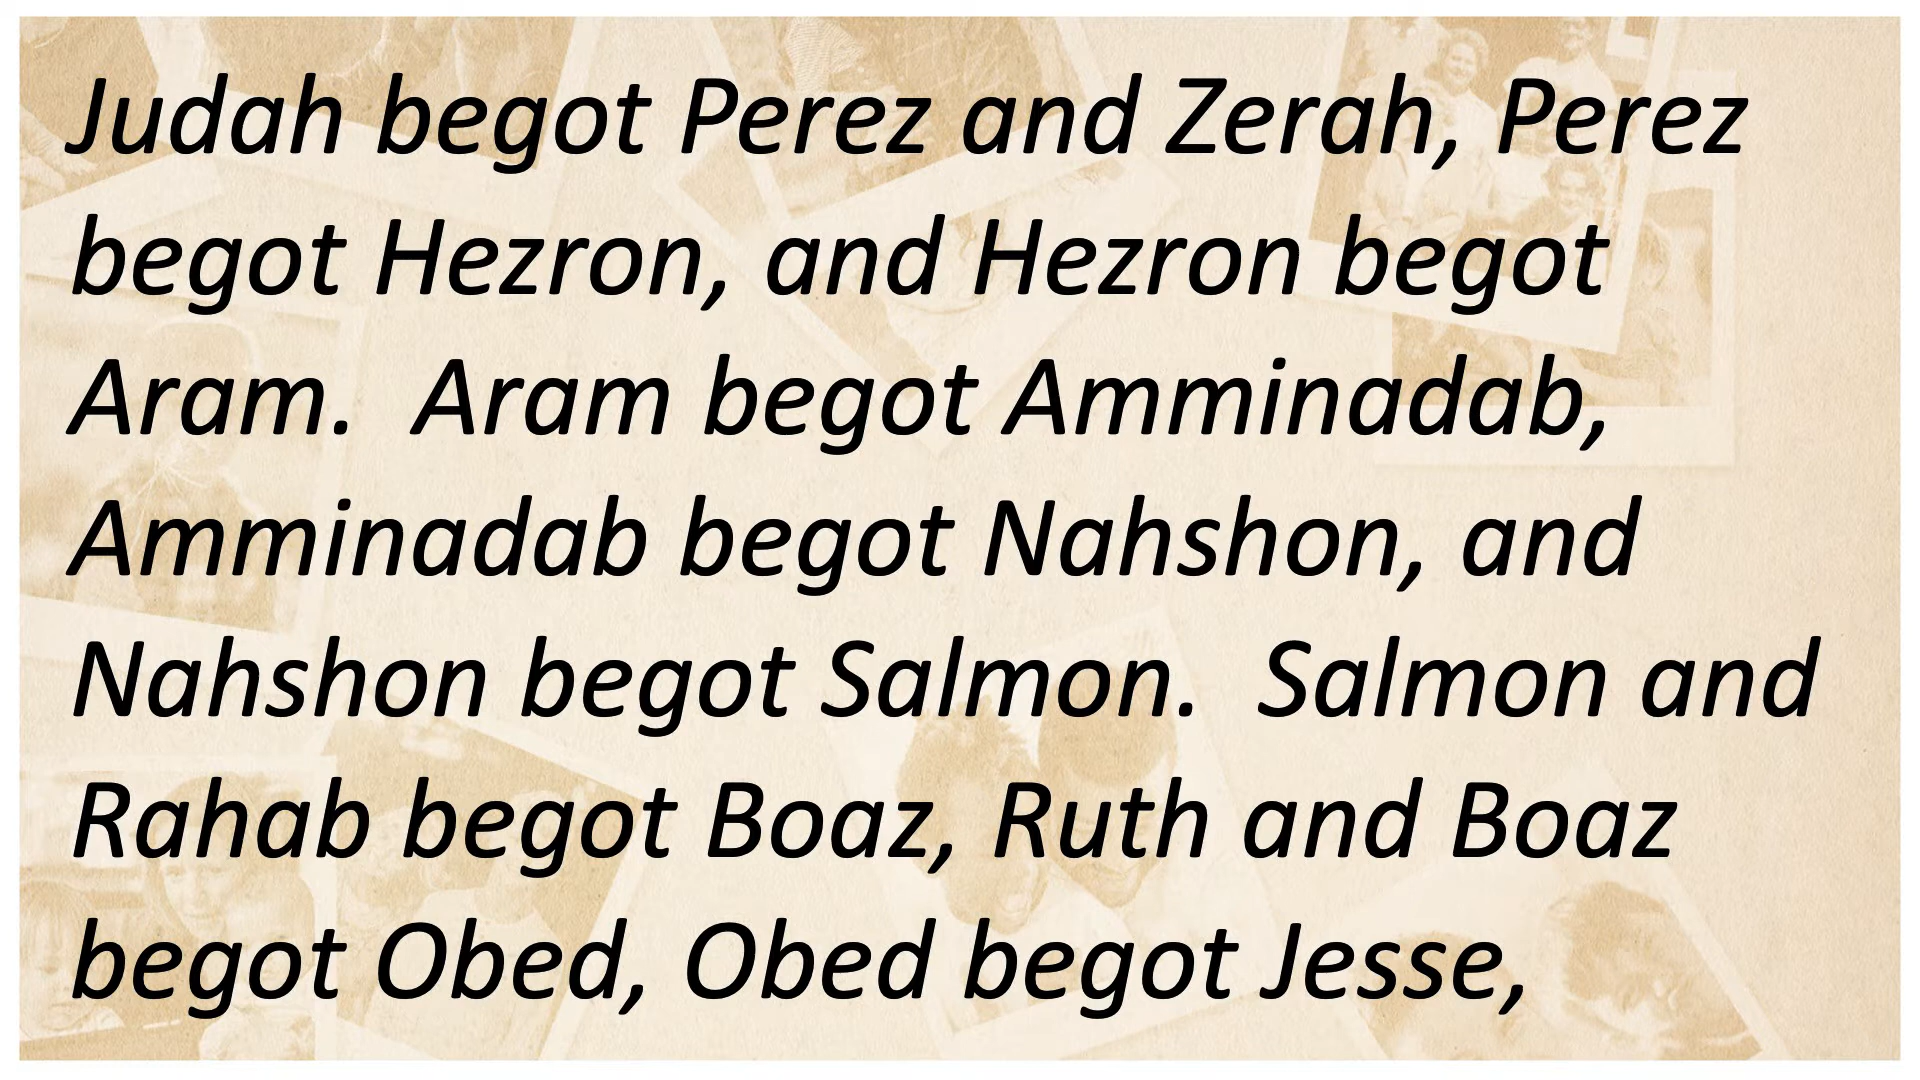 Judah begot Perez and Zerah, Perez
begot Hezron, and Hezron begot
Aram.  Aram begot Amminadab,
Amminadab begot Nahshon, and
Nahshon begot Salmon.  Salmon and
Rahab begot Boaz, Ruth and Boaz
begot Obed, Obed begot Jesse,